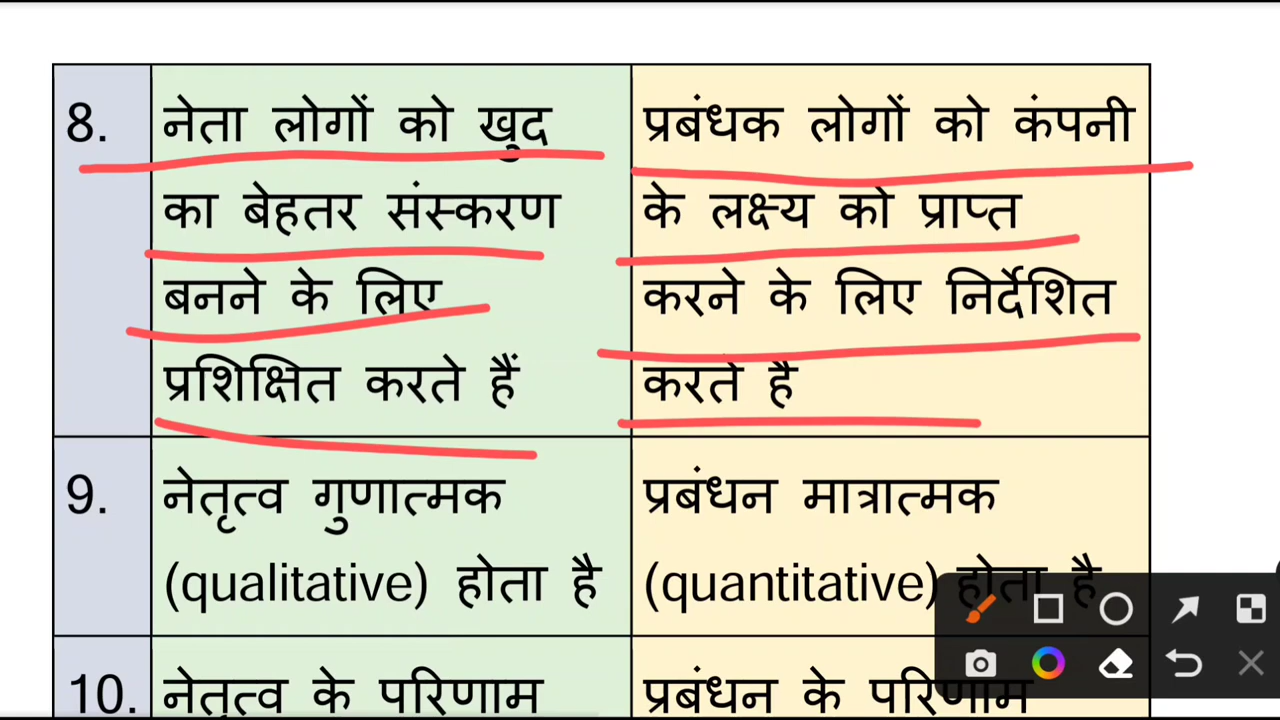 8.
नेता लोगों को खुद
का बेहतर संस्करण
बनने के लिए
प्रशिक्षित करते हैं
प्रबंधक लोगों को कंपनी
के लक्ष्य को प्राप्त
करने के लिए निर्देशित
करते है
9.
नेतृत्व गुणात्मक
(qualitative) होता है
प्रबंधन मात्रात्मक
(quantitative) होता है
10.
नेतृत्व के परिणाम
प्रबंधन के परिणाम